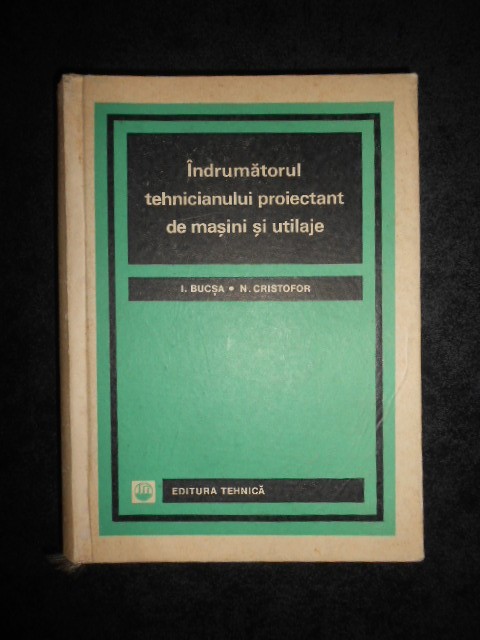 Îndrumătorul
tehnicianului proiectant
de mașini și utilaje
I. BUCȘA • N. CRISTOFOR
EDITURA TEHNICĂ